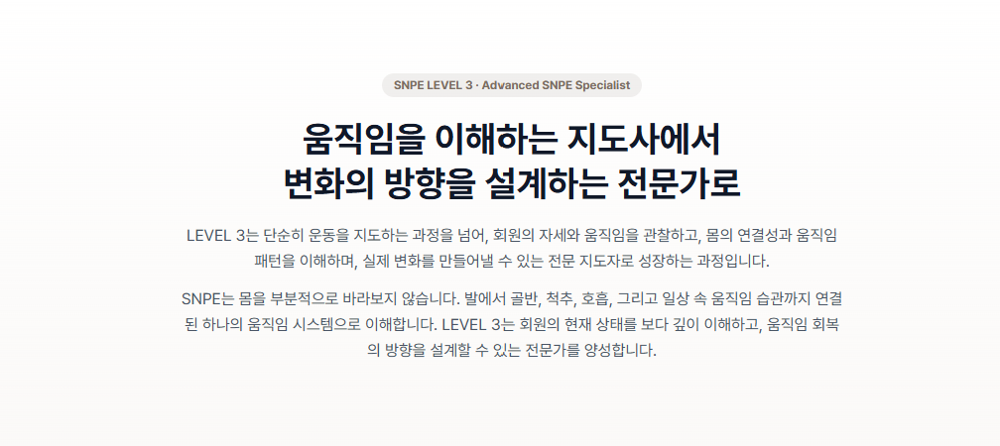 SNPE LEVEL 3 · Advanced SNPE Specialist
움직임을 이해하는 지도사에서
변화의 방향을 설계하는 전문가로
LEVEL 3는 단순히 운동을 지도하는 과정을 넘어, 회원의 자세와 움직임을 관찰하고, 몸의 연결성과 움직임
패턴을 이해하며, 실제 변화를 만들어낼 수 있는 전문 지도자로 성장하는 과정입니다.
SNPE는 몸을 부분적으로 바라보지 않습니다. 발에서 골반, 척추, 호흡, 그리고 일상 속 움직임 습관까지 연결
된 하나의 움직임 시스템으로 이해합니다. LEVEL 3는 회원의 현재 상태를 보다 깊이 이해하고, 움직임 회복
의 방향을 설계할 수 있는 전문가를 양성합니다.